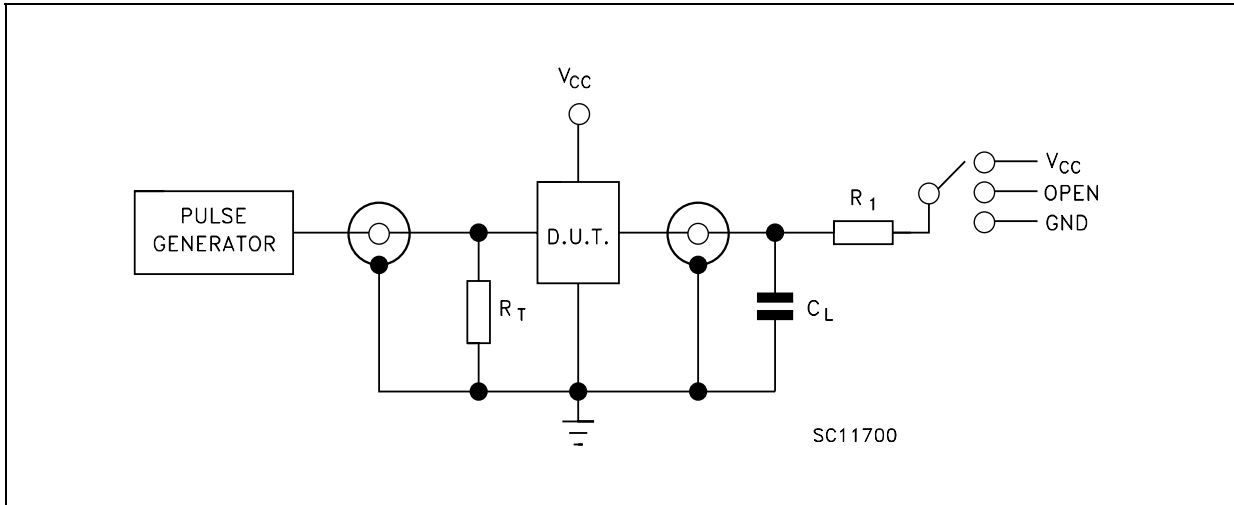 VCC
PULSE
GENERATOR
D.U.T.
RT
CL
R1
VCC
OPEN
GND
SC11700